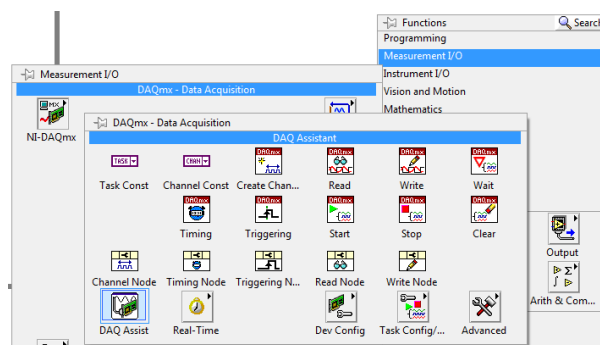 Functions
Search
Programming
Measurement I/O
Instrument I/O
Vision and Motion
Mathematics
Measurement I/O
DAQmx - Data Acquisition
NI-DAQmx
DAQmx - Data Acquisition
DAQ Assistant
TASK
CHAN
DAQmx
DAQmx
DAQmx
DAQmx
Task Const
Channel Const
Create Chan...
Read
Write
Wait
DAQmx
DAQmx
DAQmx
DAQmx
DAQmx
Timing
Triggering
Start
Stop
Clear
Channel Node
Timing Node
Triggering N...
Read Node
Write Node
DAQ Assist
Real-Time
Dev Config
Task Config/...
Advanced
Output
Arith & Com...